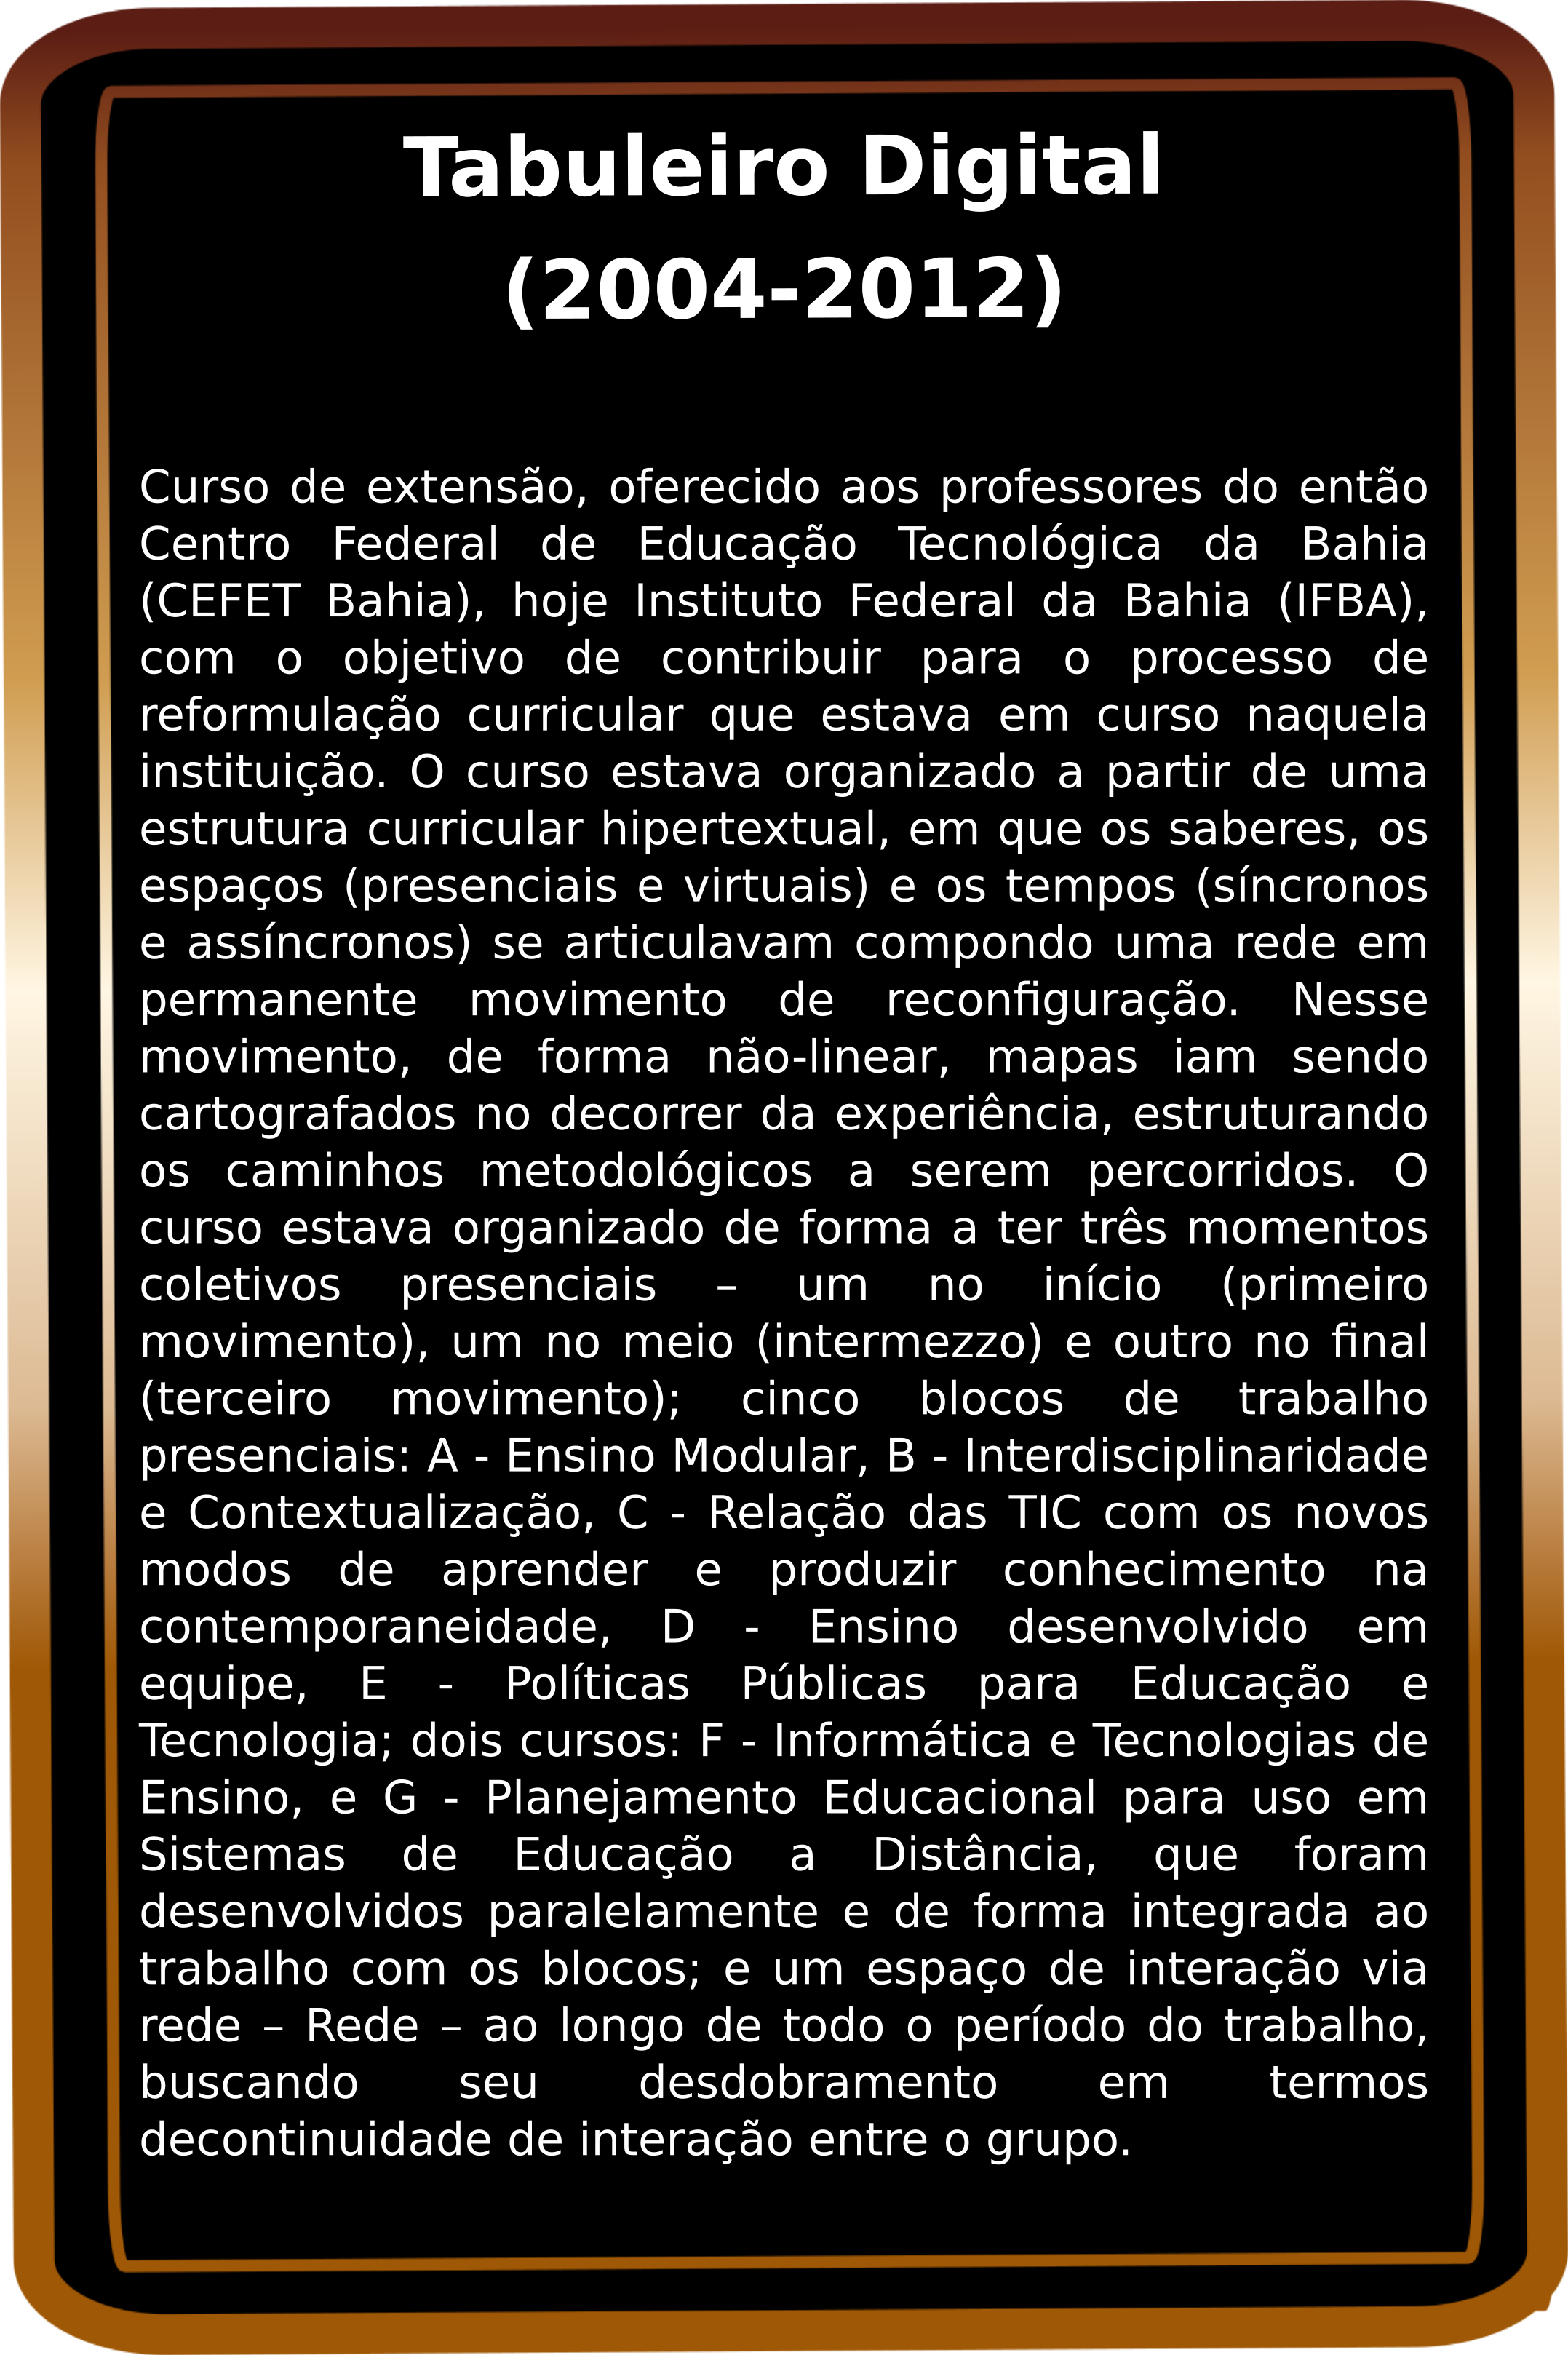 Tabuleiro Digital
(2004-2012)
Curso de extensão, oferecido aos professores do então
Centro Federal de Educação Tecnológica da Bahia
(CEFET Bahia), hoje Instituto Federal da Bahia (IFBA),
com o objetivo de contribuir para o processo de
reformulação curricular que estava em curso naquela
instituição. O curso estava organizado a partir de uma
estrutura curricular hipertextual, em que os saberes, os
espaços (presenciais e virtuais) e os tempos (síncronos
e assíncronos) se articulavam compondo uma rede em
permanente movimento de reconfiguração. Nesse
movimento, de forma não-linear, mapas iam sendo
cartografados no decorrer da experiência, estruturando
os caminhos metodológicos a serem percorridos. O
curso estava organizado de forma a ter três momentos
coletivos presenciais – um no início (primeiro
movimento), um no meio (intermezzo) e outro no final
(terceiro movimento); cinco blocos de trabalho
presenciais: A - Ensino Modular, B - Interdisciplinaridade
e Contextualização, C - Relação das TIC com os novos
modos de aprender e produzir conhecimento na
contemporaneidade, D - Ensino desenvolvido em
equipe, E - Políticas Públicas para Educação e
Tecnologia; dois cursos: F - Informática e Tecnologias de
Ensino, e G - Planejamento Educacional para uso em
Sistemas de Educação a Distância, que foram
desenvolvidos paralelamente e de forma integrada ao
trabalho com os blocos; e um espaço de interação via
rede – Rede – ao longo de todo o período do trabalho,
buscando seu desdobramento em termos
decontinuidade de interação entre o grupo.